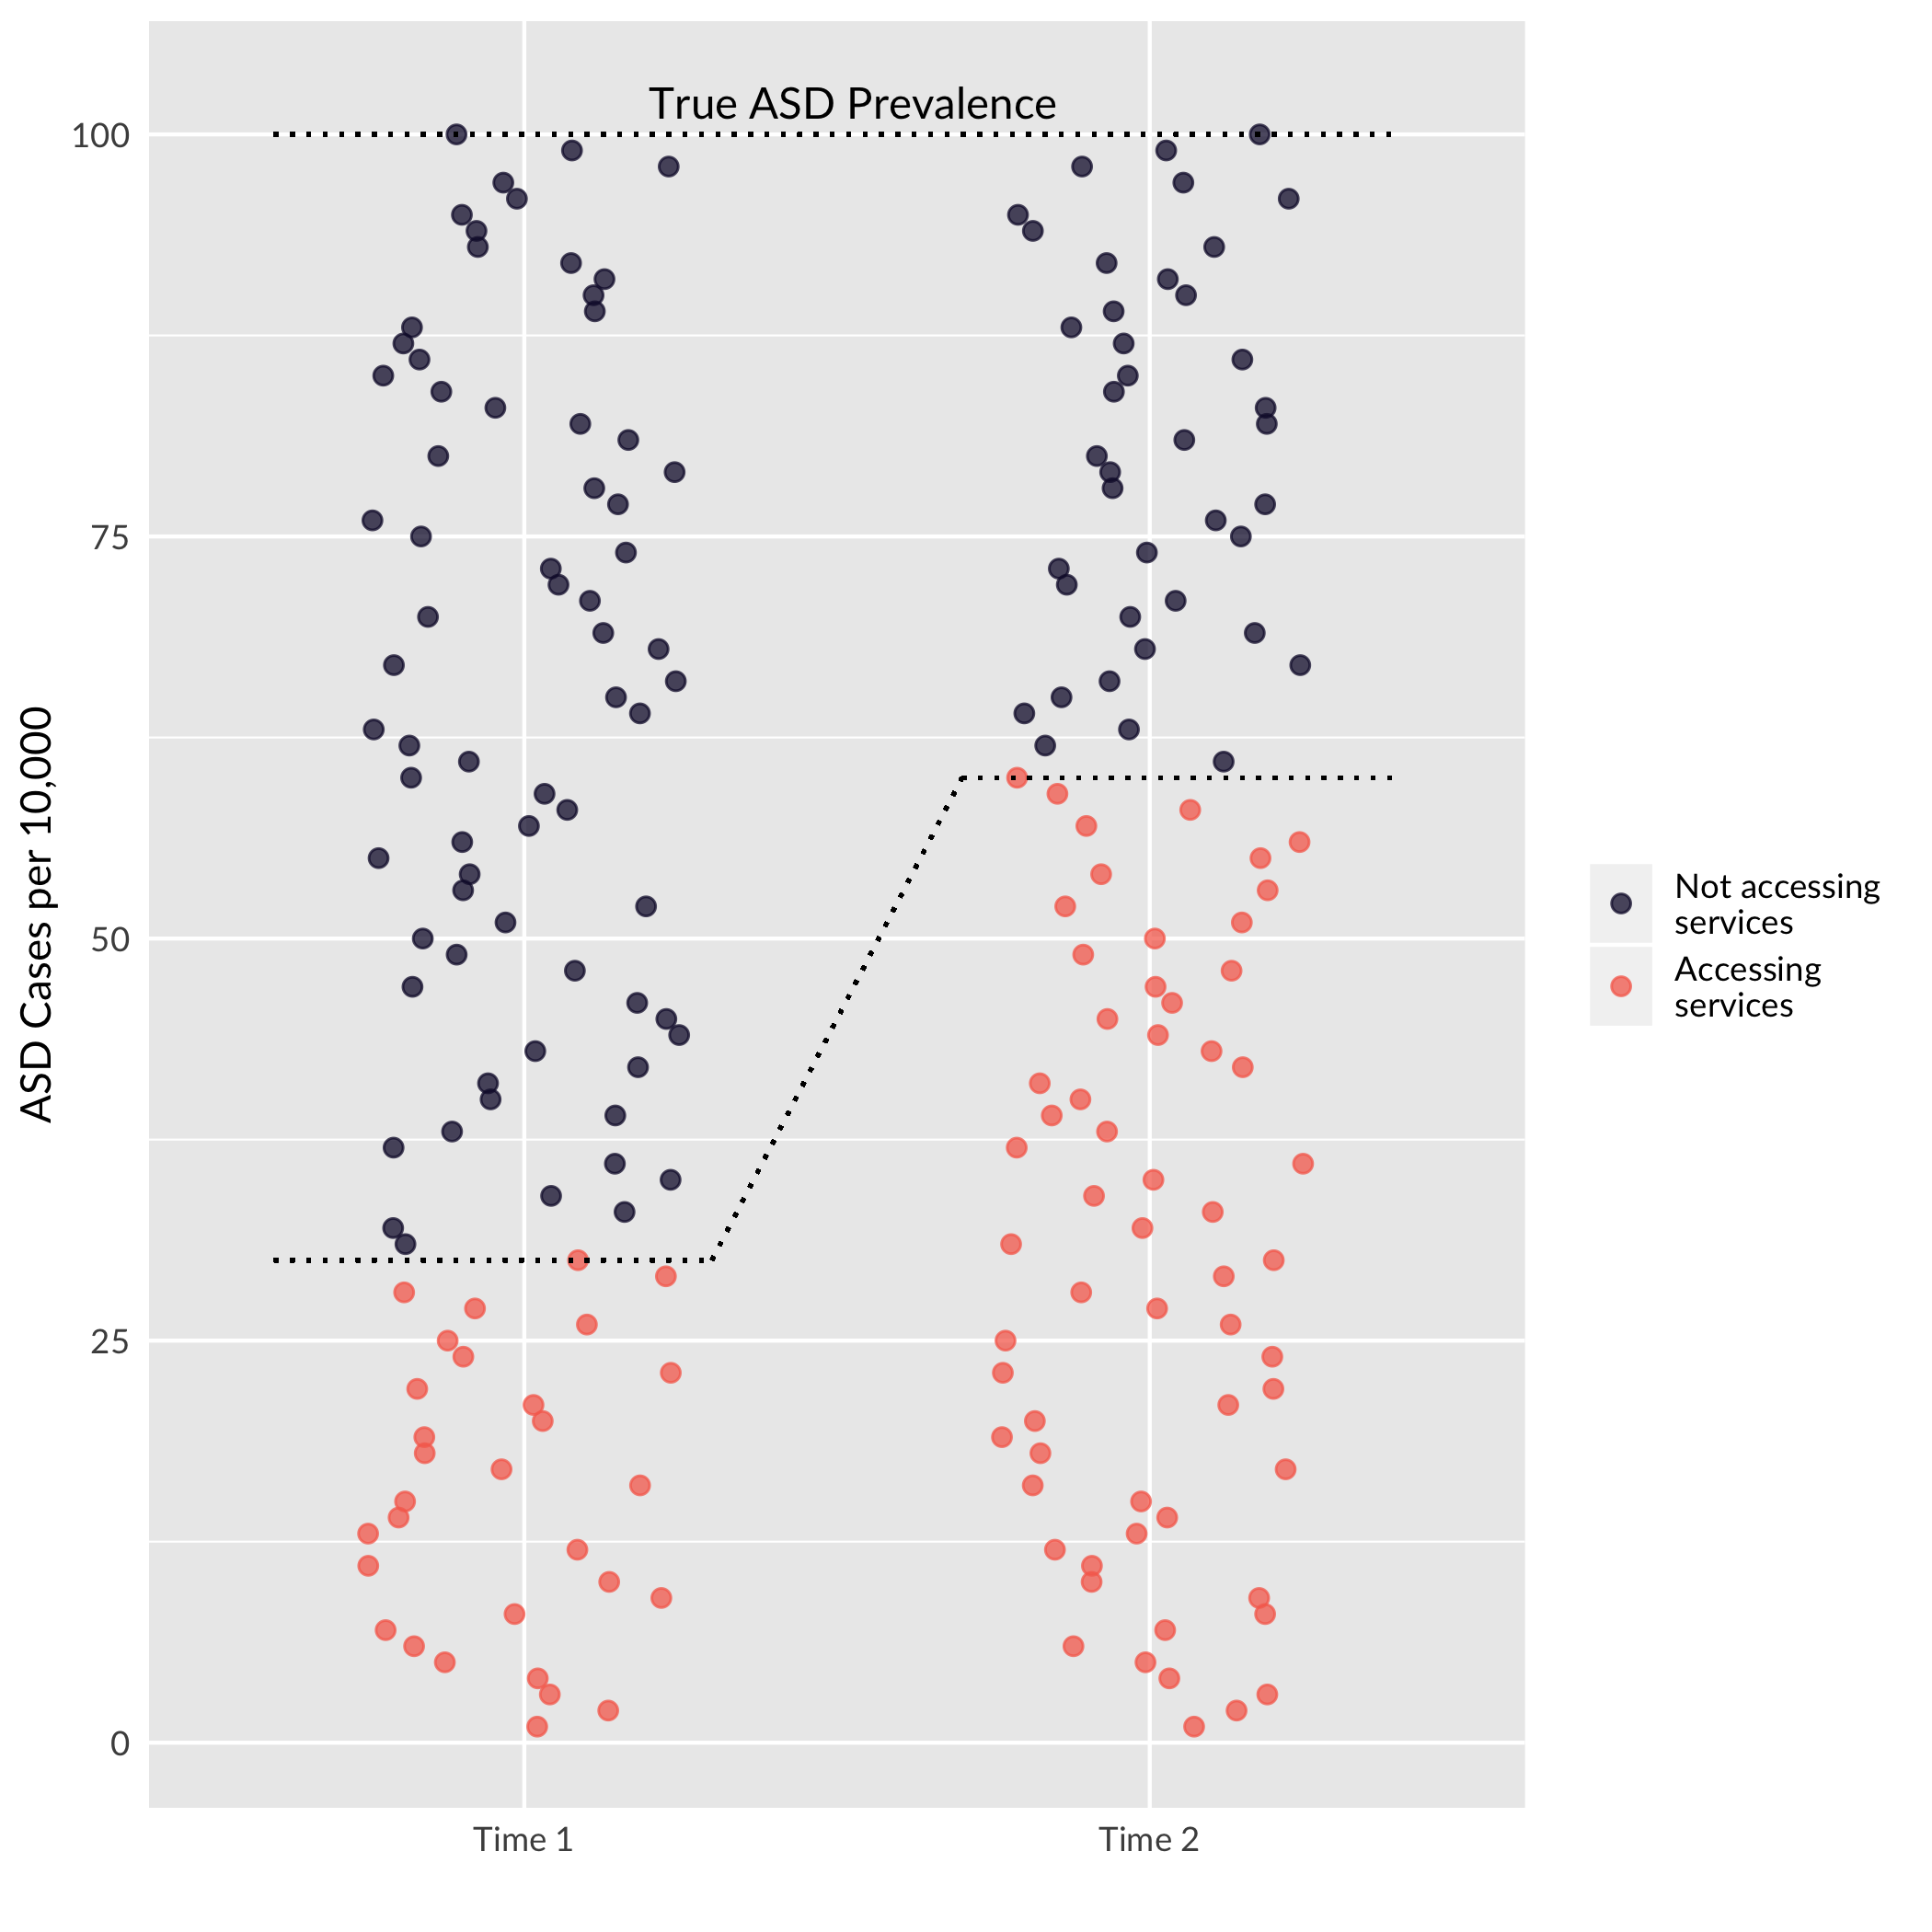 True ASD Prevalence
100
75
50
25
0
ASD Cases per 10,000
Time 1
Time 2
Not accessing
services
Accessing
services